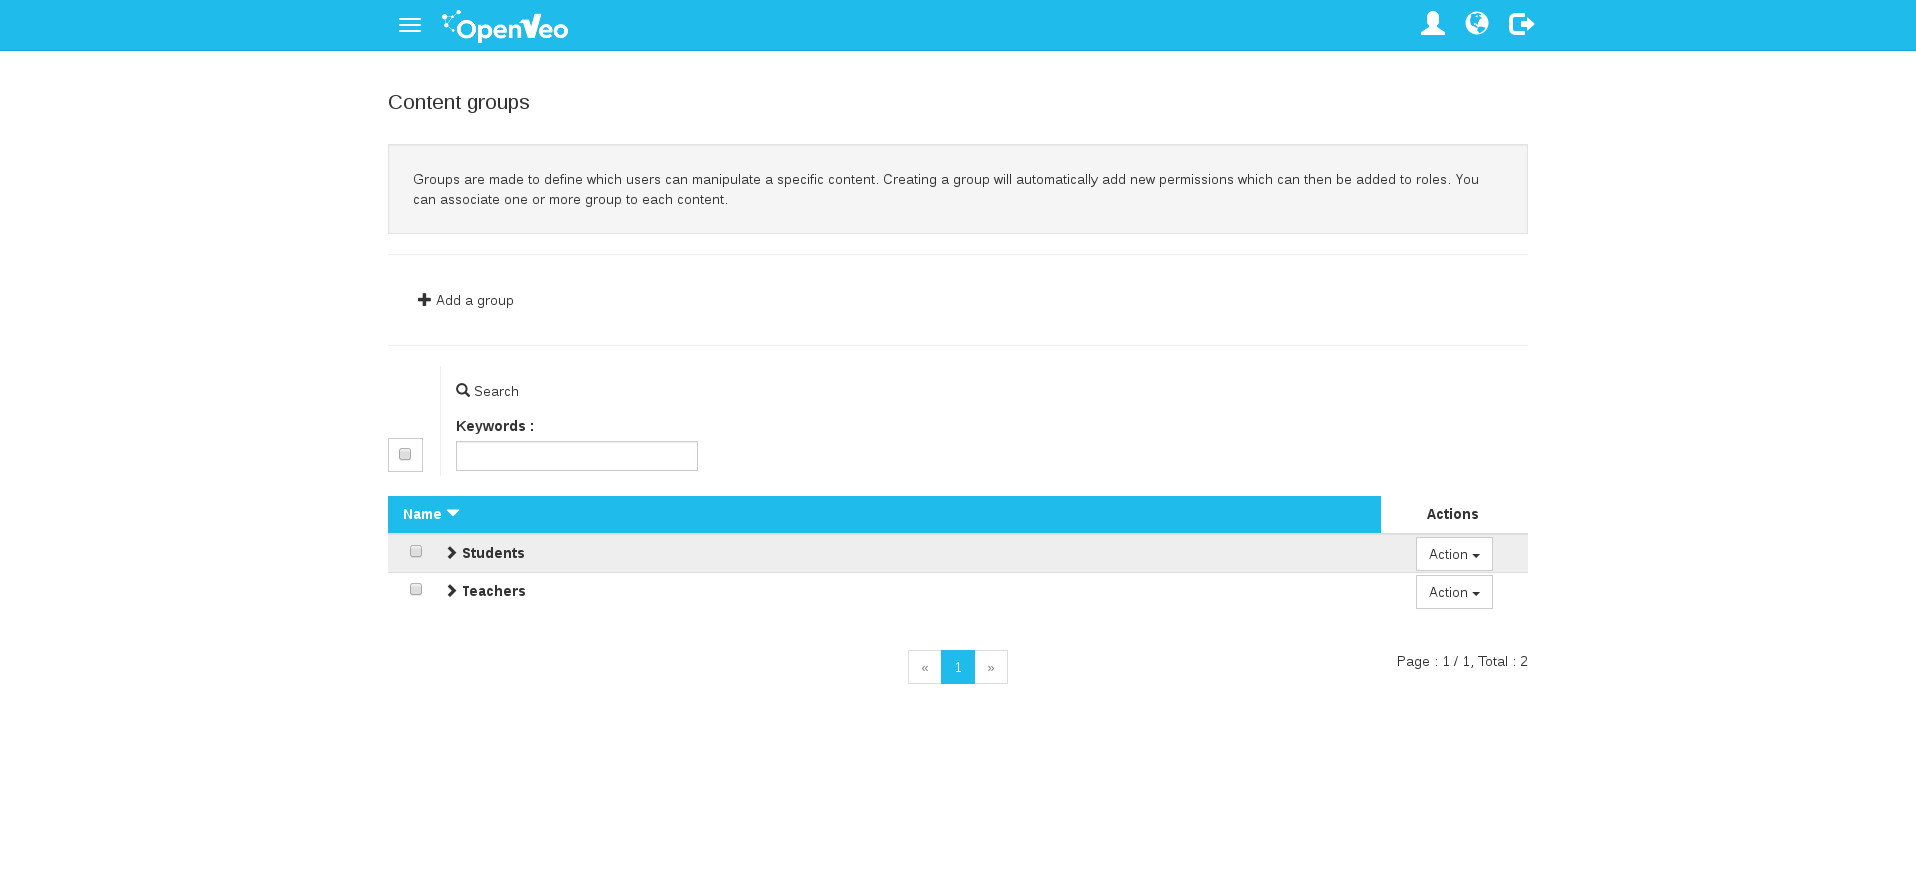 OpenVeo
Content groups
Groups are made to define which users can manipulate a specific content. Creating a group will automatically add new permissions which can then be added to roles. You
can associate one or more group to each content.
Add a group
Search
Keywords :
Name Actions
Students Action
Teachers Action
« 1 » Page : 1 / 1, Total : 2